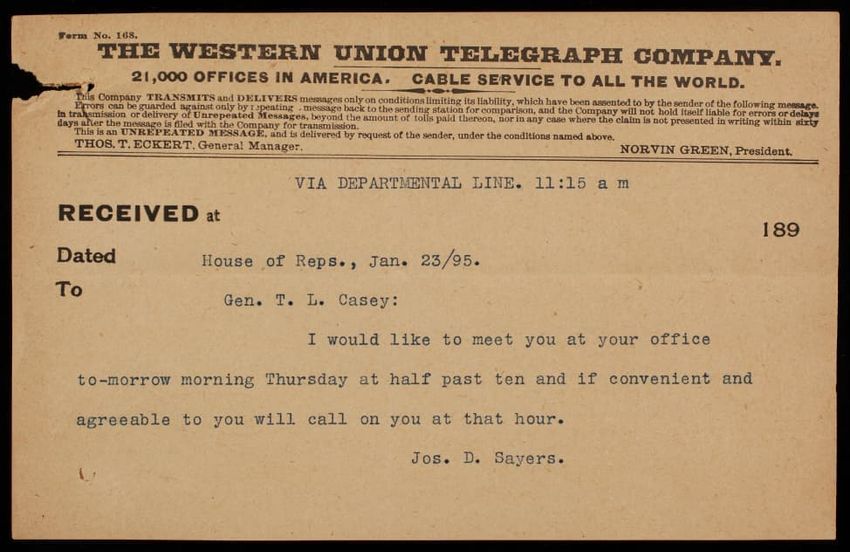 Form No. 168.
THE WESTERN UNION TELEGRAPH COMPANY.
21,000 OFFICES IN AMERICA. CABLE SERVICE TO ALL THE WORLD.
This Company TRANSMITS and DELIVERS messages only on conditions limiting its liability, which have been assented to by the sender of the following message.
Errors can be guarded against only by repeating a message back to the sending station for comparison, and the Company will not hold itself liable for errors or delays
in transmission or delivery of Unrepeated Messages, beyond the amount of tolls paid thereon, nor in any case where the claim is not presented in writing within sixty
days after the message is filed with the Company for transmission.
This is an UNREPEATED MESSAGE, and is delivered by request of the sender, under the conditions named above.
THOS. T. ECKERT, General Manager. NORVIN GREEN, President.
VIA DEPARTMENTAL LINE. 11:15 a m
RECEIVED at
189
Dated House of Reps., Jan. 23/95.
To Gen. T. L. Casey:
I would like to meet you at your office
to-morrow morning Thursday at half past ten and if convenient and
agreeable to you will call on you at that hour.
Jos. D. Sayers.